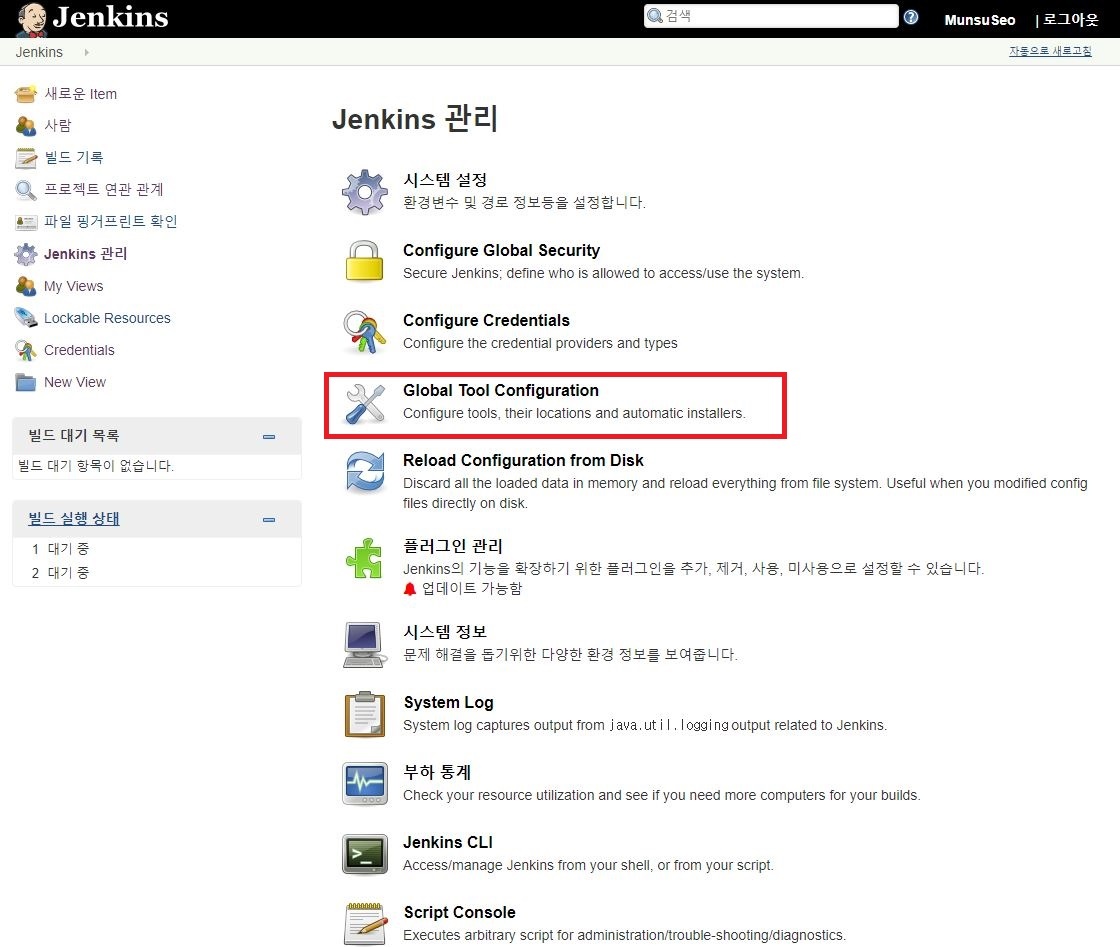 Jenkins
검색
MunsuSeo
| 로그아웃
Jenkins
자동으로 새로고침
새로운 Item
사람
빌드 기록
프로젝트 연관 관계
파일 핑거프린트 확인
Jenkins 관리
My Views
Lockable Resources
Credentials
New View
빌드 대기 목록
빌드 대기 항목이 없습니다.
빌드 실행 상태
1 대기 중
2 대기 중
Jenkins 관리
시스템 설정
환경변수 및 경로 정보등을 설정합니다.
Configure Global Security
Secure Jenkins; define who is allowed to access/use the system.
Configure Credentials
Configure the credential providers and types
Global Tool Configuration
Configure tools, their locations and automatic installers.
Reload Configuration from Disk
Discard all the loaded data in memory and reload everything from file system. Useful when you modified config
files directly on disk.
플러그인 관리
Jenkins의 기능을 확장하기 위한 플러그인을 추가, 제거, 사용, 미사용으로 설정할 수 있습니다.
업데이트 가능함
시스템 정보
문제 해결을 돕기위한 다양한 환경 정보를 보여줍니다.
System Log
System log captures output from java.util.logging output related to Jenkins.
부하 통계
Check your resource utilization and see if you need more computers for your builds.
Jenkins CLI
Access/manage Jenkins from your shell, or from your script.
Script Console
Executes arbitrary script for administration/trouble-shooting/diagnostics.